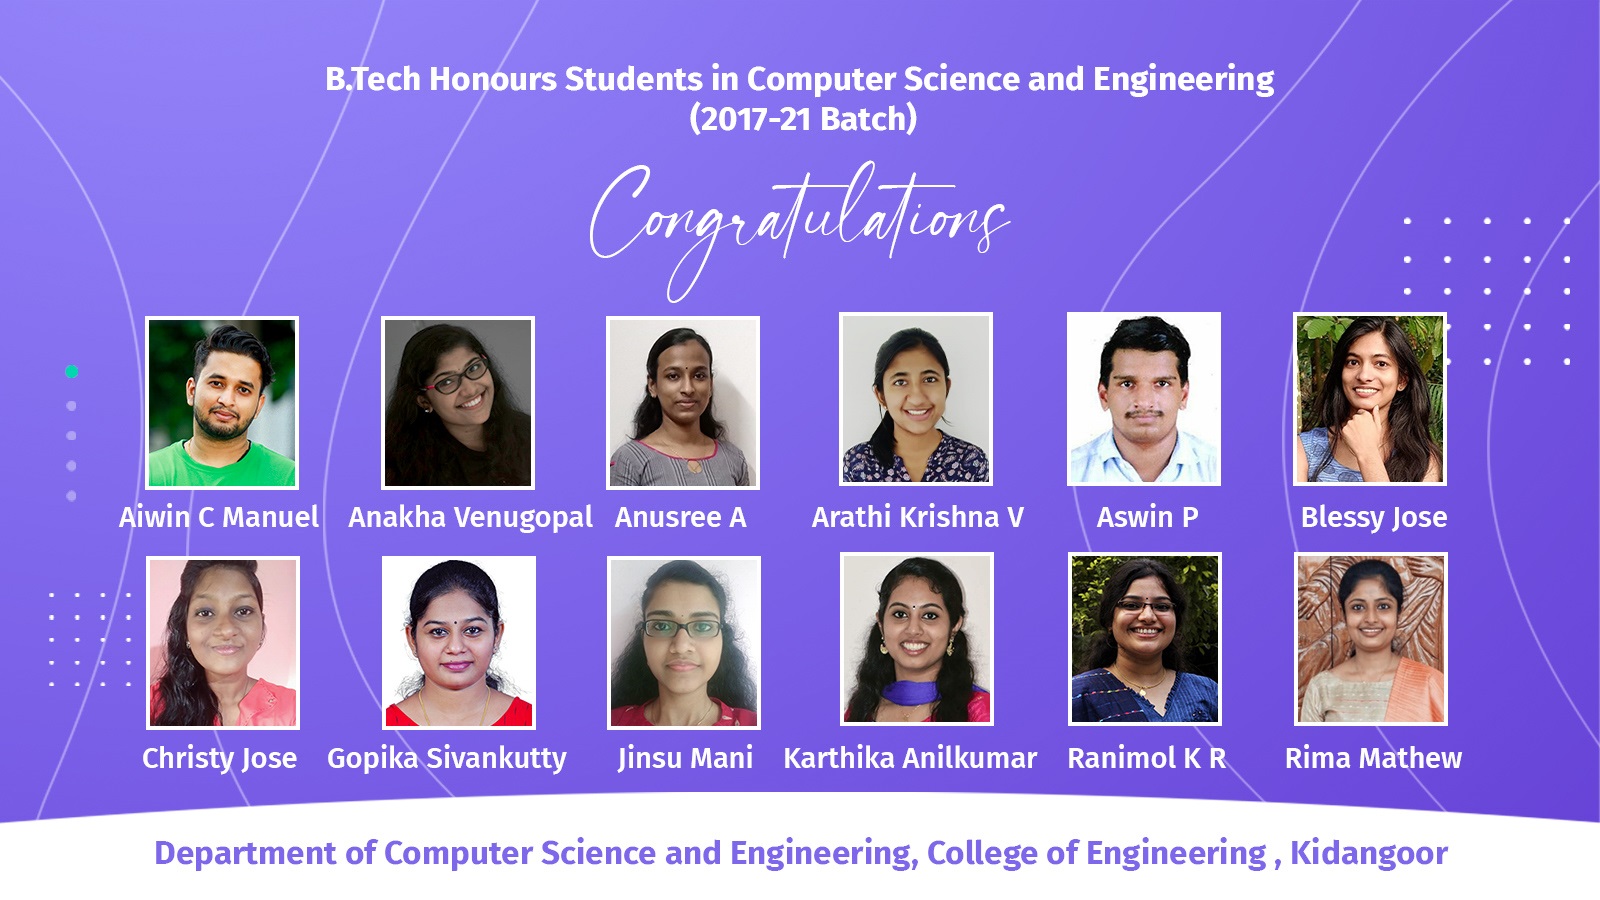 B.Tech Honours Students in Computer Science and Engineering
(2017-21 Batch)
Congratulations
Aiwin C Manuel Anakha Venugopal Anusree A Arathi Krishna V Aswin P Blessy Jose
Christy Jose Gopika Sivankutty Jinsu Mani Karthika Anilkumar Ranimol K R Rima Mathew
Department of Computer Science and Engineering, College of Engineering , Kidangoor